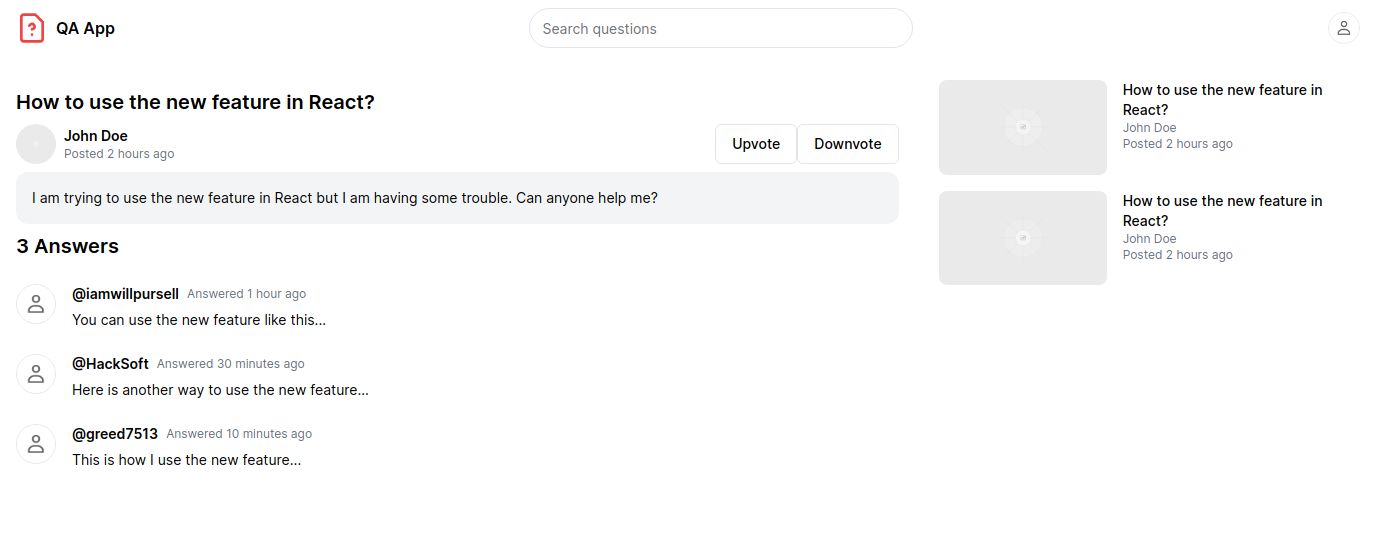 QA App
Search questions
How to use the new feature in React?
John Doe
Posted 2 hours ago
Upvote
Downvote
I am trying to use the new feature in React but I am having some trouble. Can anyone help me?
3 Answers
@iamwillpursell Answered 1 hour ago
You can use the new feature like this...
@HackSoft Answered 30 minutes ago
Here is another way to use the new feature...
@greed7513 Answered 10 minutes ago
This is how I use the new feature...
How to use the new feature in
React?
John Doe
Posted 2 hours ago
How to use the new feature in
React?
John Doe
Posted 2 hours ago